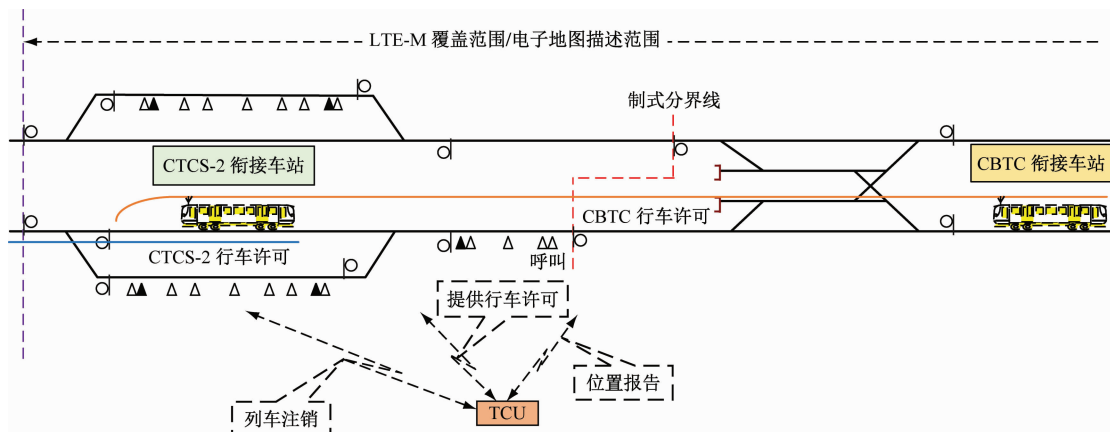 LTE-M 覆盖范围/电子地图描述范围
制式分界线
CTCS-2 衔接车站
CBTC 衔接车站
CBTC 行车许可
CTCS-2 行车许可
呼叫
提供行车许可
位置报告
列车注销
TCU